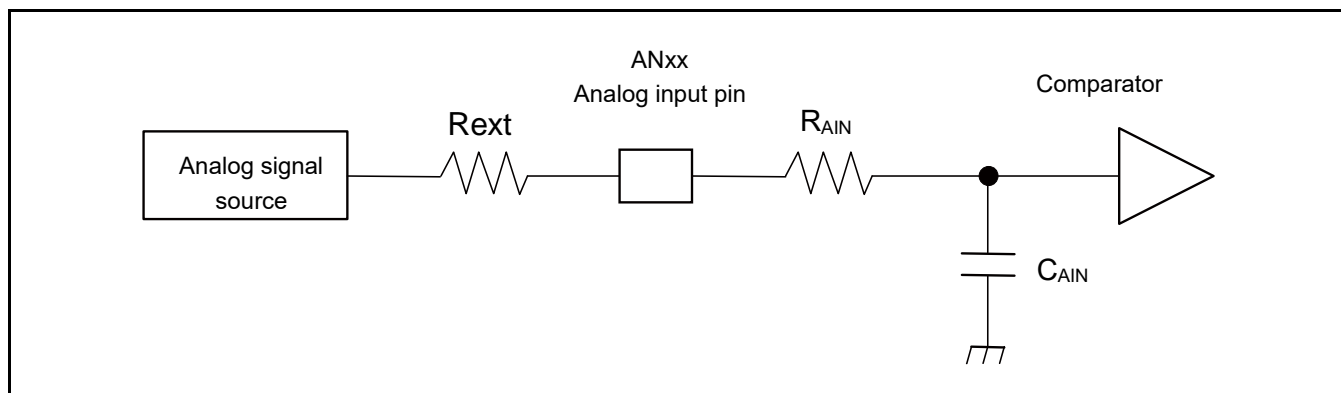 ANxx
Analog input pin
Comparator
Rext
RAIN
Analog signal
source
CAIN